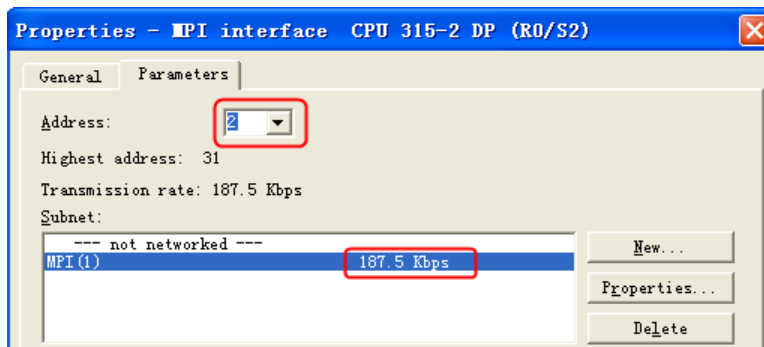 Properties - MPI interface CPU 315-2 DP (R0/S2)
General Parameters
Address: 2
Highest address: 31
Transmission rate: 187.5 Kbps
Subnet:
--- not networked ---
MPI(1) 187.5 Kbps
New...
Properties...
Delete